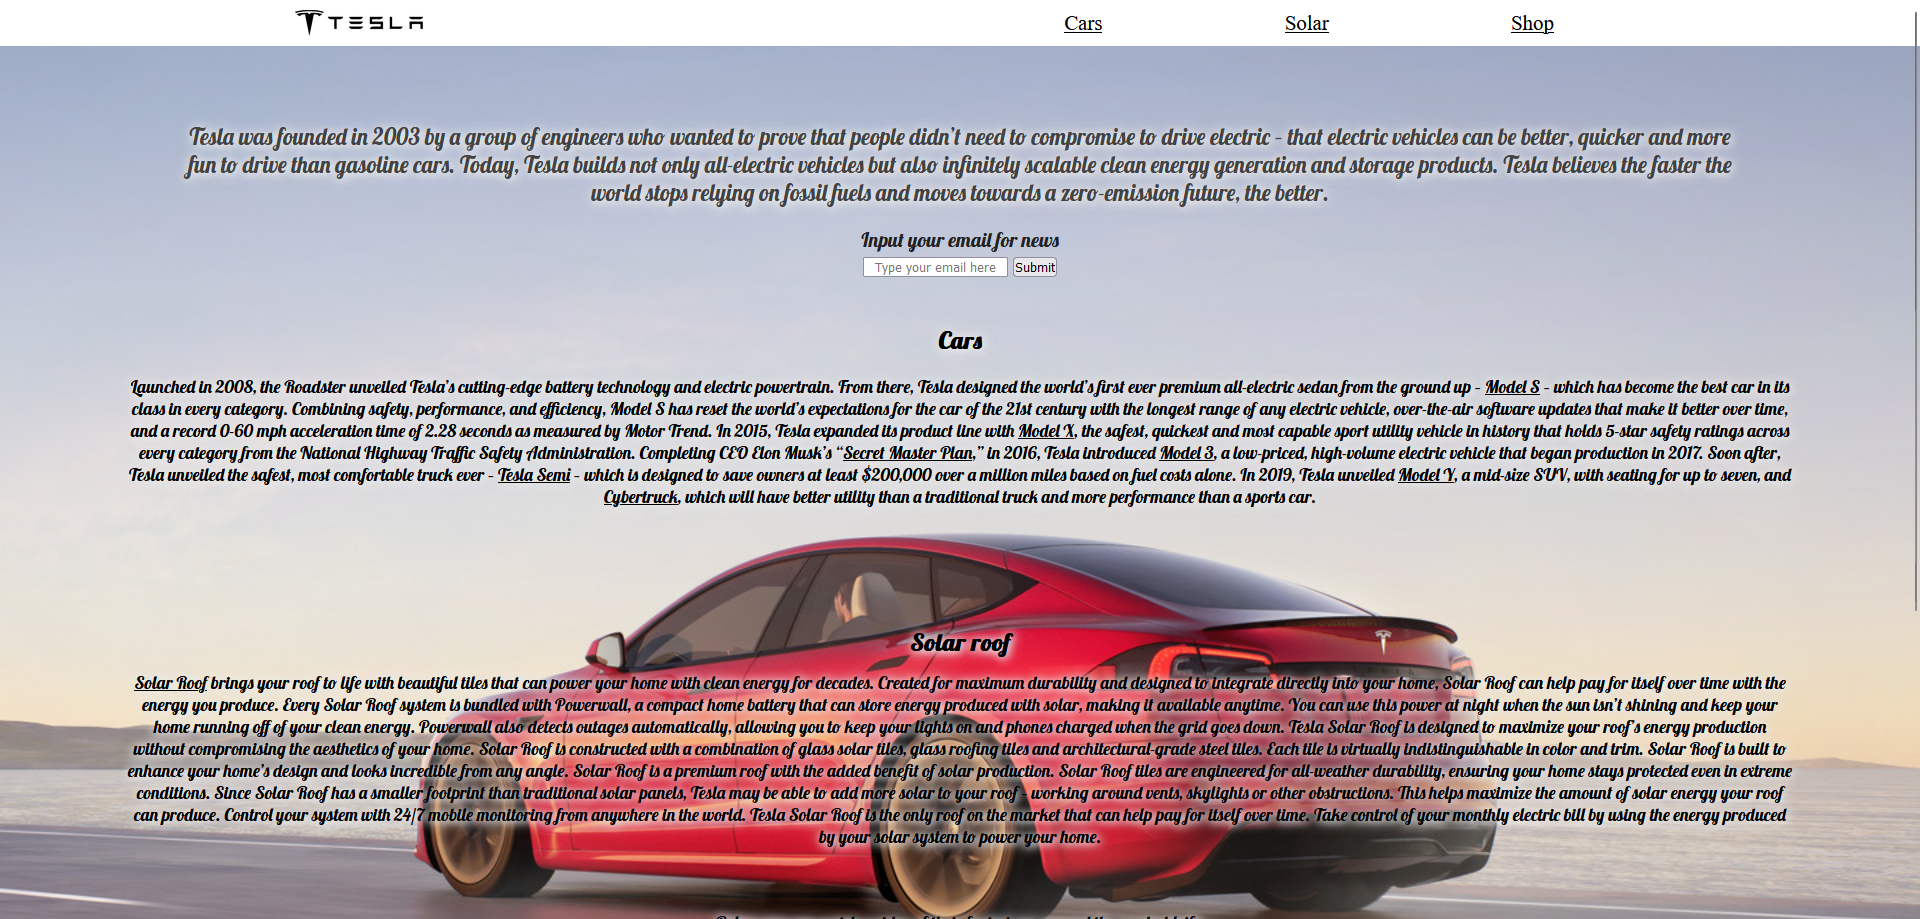 TESLA
Cars
Solar
Shop
Tesla was founded in 2003 by a group of engineers who wanted to prove that people didn’t need to compromise to drive electric – that electric vehicles can be better, quicker and more
fun to drive than gasoline cars. Today, Tesla builds not only all-electric vehicles but also infinitely scalable clean energy generation and storage products. Tesla believes the faster the
world stops relying on fossil fuels and moves towards a zero-emission future, the better.
Input your email for news
Type your email here Submit
Cars
Launched in 2008, the Roadster unveiled Tesla’s cutting-edge battery technology and electric powertrain. From there, Tesla designed the world’s first ever premium all-electric sedan from the ground up – Model S – which has become the best car in its
class in every category. Combining safety, performance, and efficiency, Model S has reset the world’s expectations for the car of the 21st century with the longest range of any electric vehicle, over-the-air software updates that make it better over time,
and a record 0-60 mph acceleration time of 2.28 seconds as measured by Motor Trend. In 2015, Tesla expanded its product line with Model X, the safest, quickest and most capable sport utility vehicle in history that holds 5-star safety ratings across
every category from the National Highway Traffic Safety Administration. Completing CEO Elon Musk’s “Secret Master Plan,” in 2016, Tesla introduced Model 3, a low-priced, high-volume electric vehicle that began production in 2017. Soon after,
Tesla unveiled the safest, most comfortable truck ever – Tesla Semi – which is designed to save owners at least $200,000 over a million miles based on fuel costs alone. In 2019, Tesla unveiled Model Y, a mid-size SUV, with seating for up to seven, and
Cybertruck, which will have better utility than a traditional truck and more performance than a sports car.
Solar roof
Solar Roof brings your roof to life with beautiful tiles that can power your home with clean energy for decades. Created for maximum durability and designed to integrate directly into your home, Solar Roof can help pay for itself over time with the
energy you produce. Every Solar Roof system is bundled with Powerwall, a compact home battery that can store energy produced with solar, making it available anytime. You can use this power at night when the sun isn’t shining and keep your
home running off of your clean energy. Powerwall also detects outages automatically, allowing you to keep your lights on and phones charged when the grid goes down. Tesla Solar Roof is designed to maximize your roof’s energy production
without compromising the aesthetics of your home. Solar Roof is constructed with a combination of glass solar tiles, glass roofing tiles and architectural-grade steel tiles. Each tile is virtually indistinguishable in color and trim. Solar Roof is built to
enhance your home’s design and looks incredible from any angle. Solar Roof is a premium roof with the added benefit of solar production. Solar Roof tiles are engineered for all-weather durability, ensuring your home stays protected even in extreme
conditions. Since Solar Roof has a smaller footprint than traditional solar panels, Tesla may be able to add more solar to your roof – working around vents, skylights or other obstructions. This helps maximize the amount of solar energy your roof
can produce. Control your system with 24/7 mobile monitoring from anywhere in the world. Tesla Solar Roof is the only roof on the market that can help pay for itself over time. Take control of your monthly electric bill by using the energy produced
by your solar system to power your home.